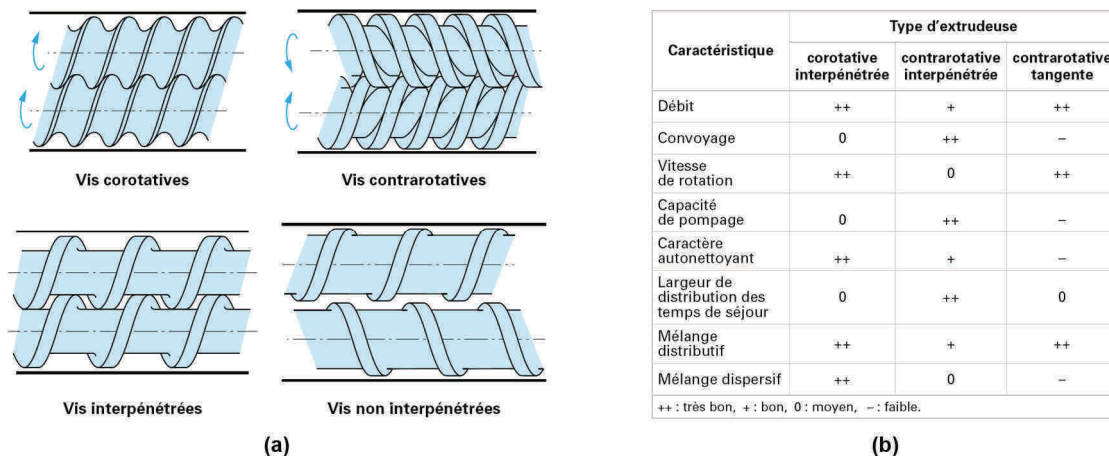 Vis corotatives
Vis contrarotatives
Vis interpénétrées
Vis non interpénétrées
(a)
Caractéristique
Type d'extrudeuse
corotative
interpénétrée
contrarotative
interpénétrée
contrarotative
tangente
Débit ++ + ++
Convoyage 0 ++ –
Vitesse
de rotation ++ 0 ++
Capacité
de pompage 0 ++ –
Caractère
autonettoyant ++ + –
Largeur de
distribution des
temps de séjour 0 ++ 0
Mélange
distributif ++ + ++
Mélange dispersif ++ 0 –
++ : très bon, + : bon, 0 : moyen, – : faible.
(b)